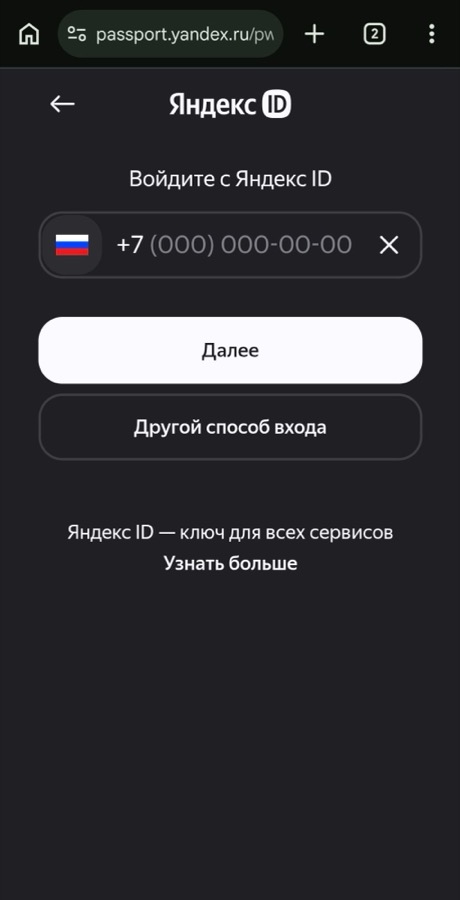 passport.yandex.ru/pw
2
Яндекс ID
Войдите с Яндекс ID
+7 (000) 000-00-00
Далее
Другой способ входа
Яндекс ID — ключ для всех сервисов
Узнать больше